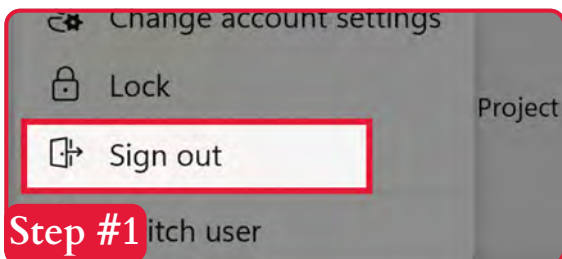 Change account settings
Lock
Project
Sign out
Step #1 itch user